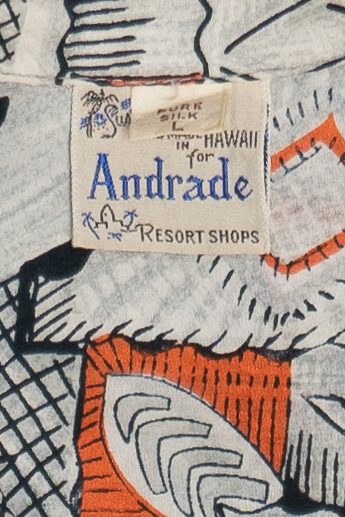 PURE
SILK
L
MADE
IN HAWAII
for
Andrade
RESORT SHOPS